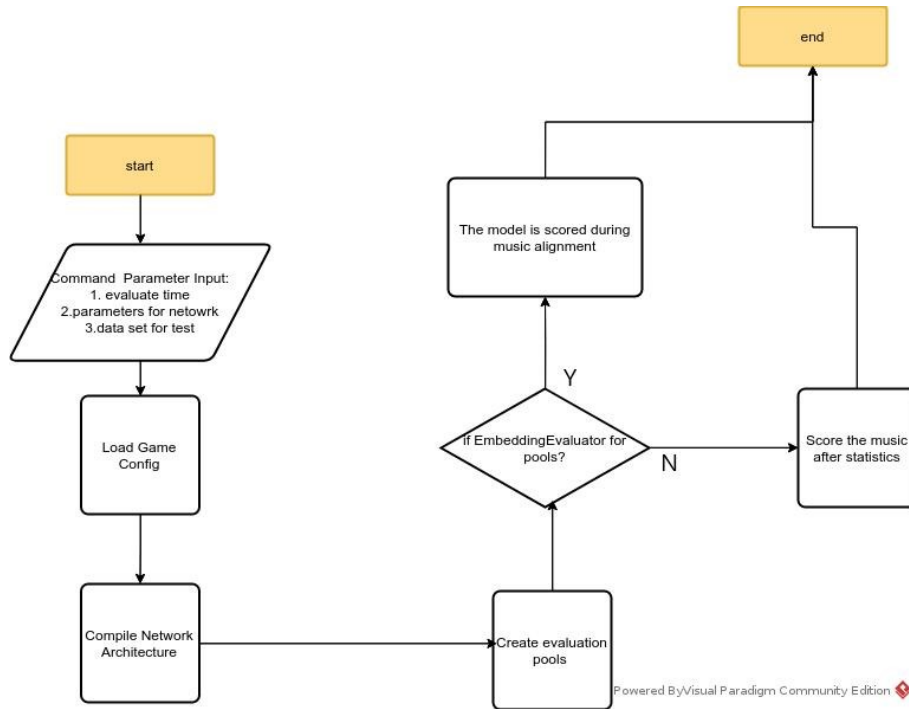 start
Command Parameter Input:
1. evaluate time
2.parameters for netowrk
3.data set for test
Load Game
Config
Compile Network
Architecture
Create evaluation
pools
if EmbeddingEvaluator for
pools?
Y
N
The model is scored during
music alignment
Score the music
after statistics
end
Powered ByVisual Paradigm Community Edition